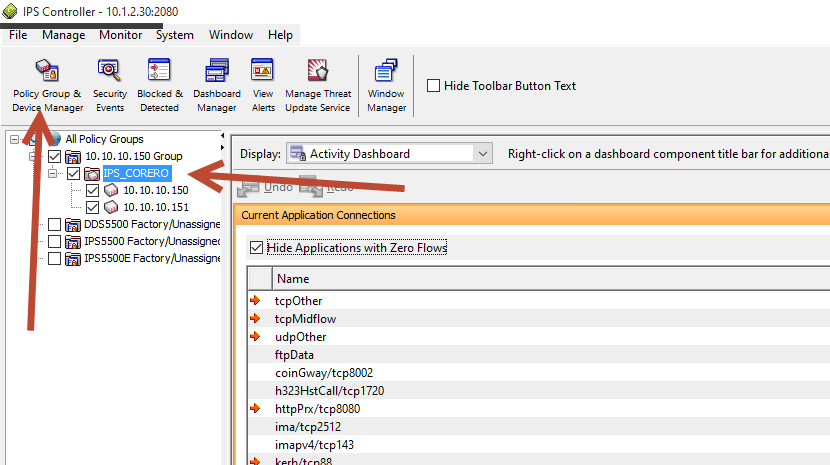 IPS Controller - 10.1.2.30:2080
File Manage Monitor System Window Help
Policy Group & Device Manager
Security Events
Blocked & Detected
Dashboard Manager
View Alerts
Manage Threat Update Service
Window Manager
Hide Toolbar Button Text
All Policy Groups
10.10.10.150 Group
IPS_CORERO
10.10.10.150
10.10.10.151
DDS5500 Factory/Unassigne
IPS5500 Factory/Unassigned
IPS5500E Factory/Unassigne
Display: Activity Dashboard Right-click on a dashboard component title bar for additiona
Undo Redo
Current Application Connections
Hide Applications with Zero Flows
Name
tcpOther
tcpMidflow
udpOther
ftpData
coinGway/tcp8002
h323HstCall/tcp1720
httpPrx/tcp8080
ima/tcp2512
imapv4/tcp143
kerb/tcp88